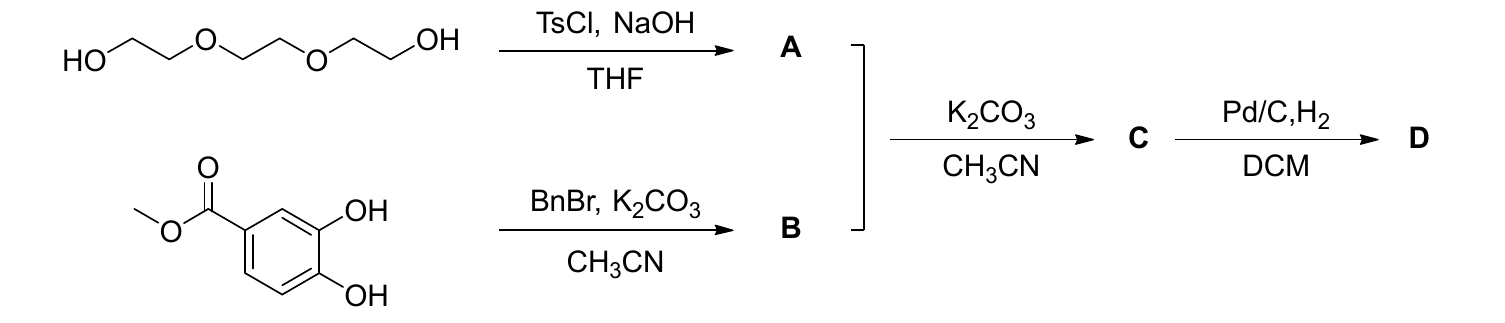 HO O O OH
TsCl, NaOH
THF
A
O
O
OH
OH
BnBr, K₂CO₃
CH₃CN
B
K₂CO₃
CH₃CN
C
Pd/C,H₂
DCM
D